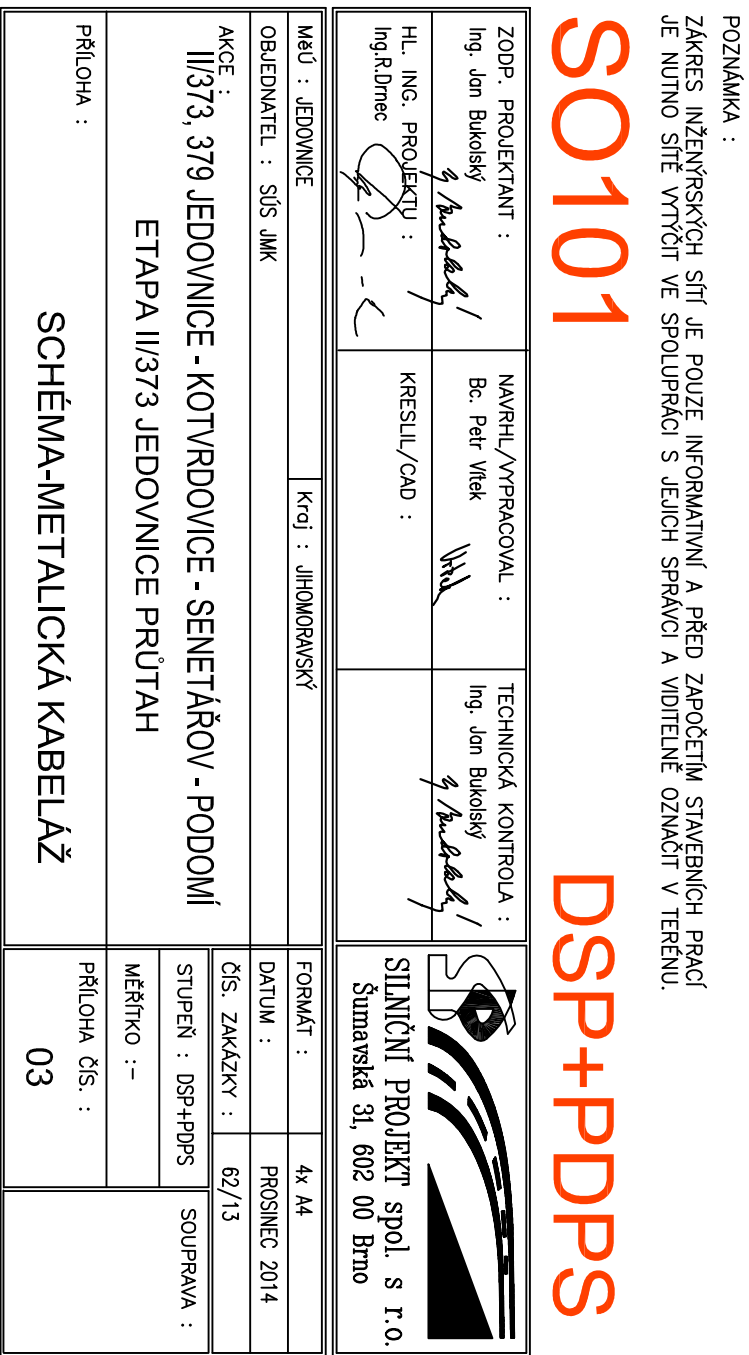 POZNÁMKA :
ZÁKRES INŽENÝRSKÝCH SÍTÍ JE POUZE INFORMATIVNÍ A PŘED ZAPOČETÍM STAVEBNÍCH PRACÍ
JE NUTNO SÍTĚ VYTÝČIT VE SPOLUPRÁCI S JEJICH SPRÁVCI A VIDITELNĚ OZNAČIT V TERÉNU.
SO101
DSP+PDPS
ZODP. PROJEKTANT :
Ing. Jan Bukolský
NAVRHL/VYPRACOVAL :
Bc. Petr Vítek
TECHNICKÁ KONTROLA :
Ing. Jan Bukolský
HL. ING. PROJEKTU :
Ing.R.Drnec
KRESLIL/CAD :
SILNIČNÍ PROJEKT spol. s r.o.
Šumavská 31, 602 00 Brno
MěÚ : JEDOVNICE
Kraj : JIHOMORAVSKÝ
OBJEDNATEL : SÚS JMK
AKCE :
II/373, 379 JEDOVNICE - KOTVRDOVICE - SENETÁŘOV - PODOMÍ
ETAPA II/373 JEDOVNICE PRŮTAH
PŘÍLOHA :
SCHÉMA-METALICKÁ KABELÁŽ
FORMÁT : 4x A4
DATUM : PROSINEC 2014
ČÍS. ZAKÁZKY : 62/13
STUPEŇ : DSP+PDPS
SOUPRAVA :
MĚŘÍTKO :-
PŘÍLOHA ČÍS. :
03